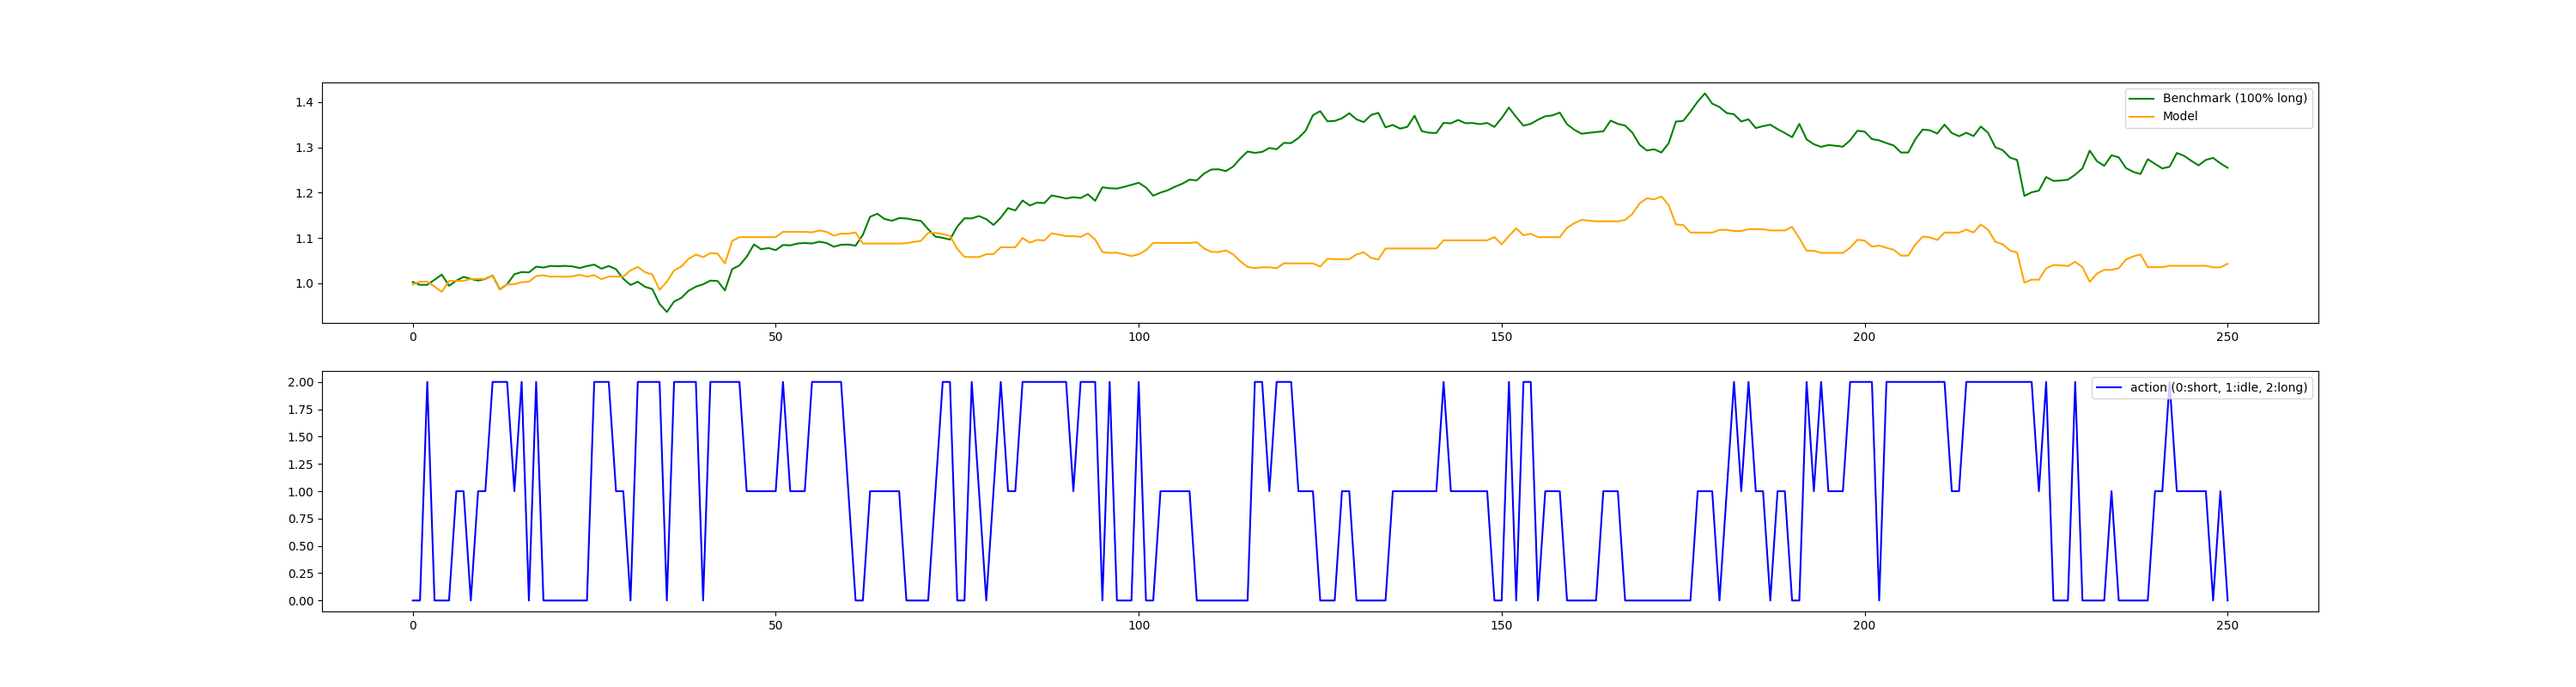 1.4
1.3
1.2
1.1
1.0
Benchmark (100% long)
Model
0 50 100 150 200 250
2.00
1.75
1.50
1.25
1.00
0.75
0.50
0.25
0.00
action (0:short, 1:idle, 2:long)
0 50 100 150 200 250